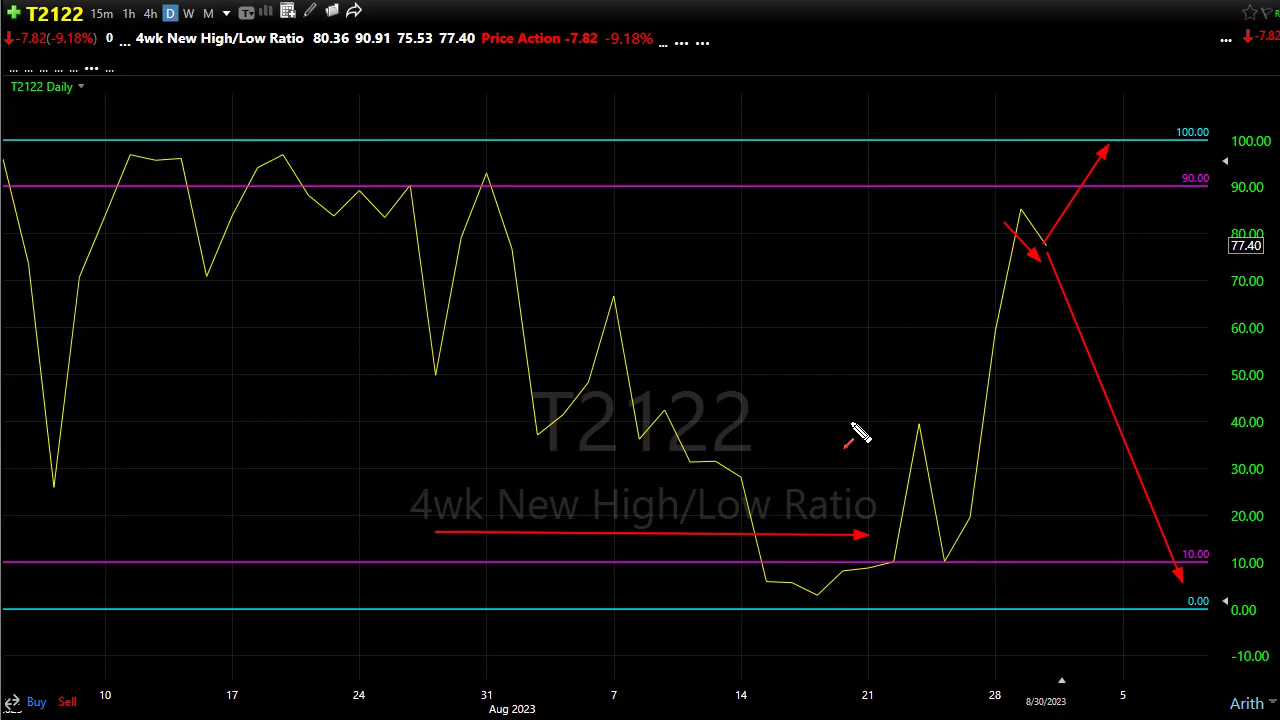 T2122 15m 1h 4h D W M
-7.82(-9.18%) 0 ... 4wk New High/Low Ratio 80.36 90.91 75.53 77.40 Price Action -7.82 -9.18% ... ... ... ... -7.82
... ... ... ... ... ... ...
T2122 Daily
100.00 100.00
90.00 90.00
80.00
77.40
70.00
60.00
50.00
40.00
T2122
30.00
4wk New High/Low Ratio
20.00
10.00 10.00
0.00 0.00
-10.00
10 17 24 31 7 14 21 28 5
Buy Sell Aug 2023 8/30/2023 Arith